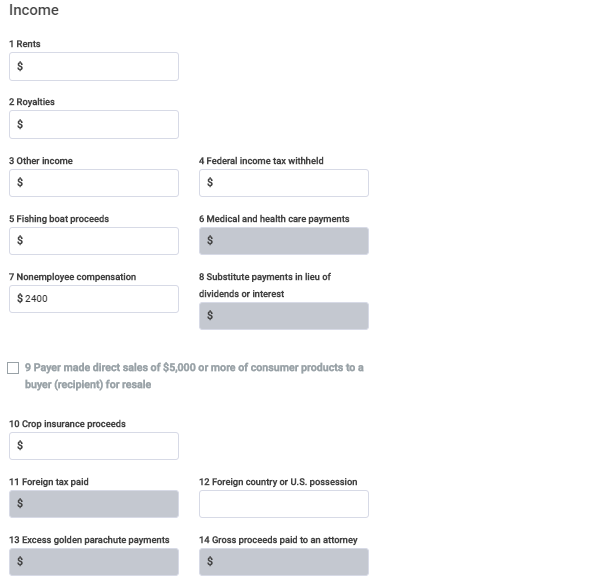 Income
1 Rents
$
2 Royalties
$
3 Other income 4 Federal income tax withheld
$ $
5 Fishing boat proceeds 6 Medical and health care payments
$ $
7 Nonemployee compensation 8 Substitute payments in lieu of
dividends or interest
$ 2400
$
9 Payer made direct sales of $5,000 or more of consumer products to a
buyer (recipient) for resale
10 Crop insurance proceeds
$
11 Foreign tax paid 12 Foreign country or U.S. possession
$
13 Excess golden parachute payments 14 Gross proceeds paid to an attorney
$ $